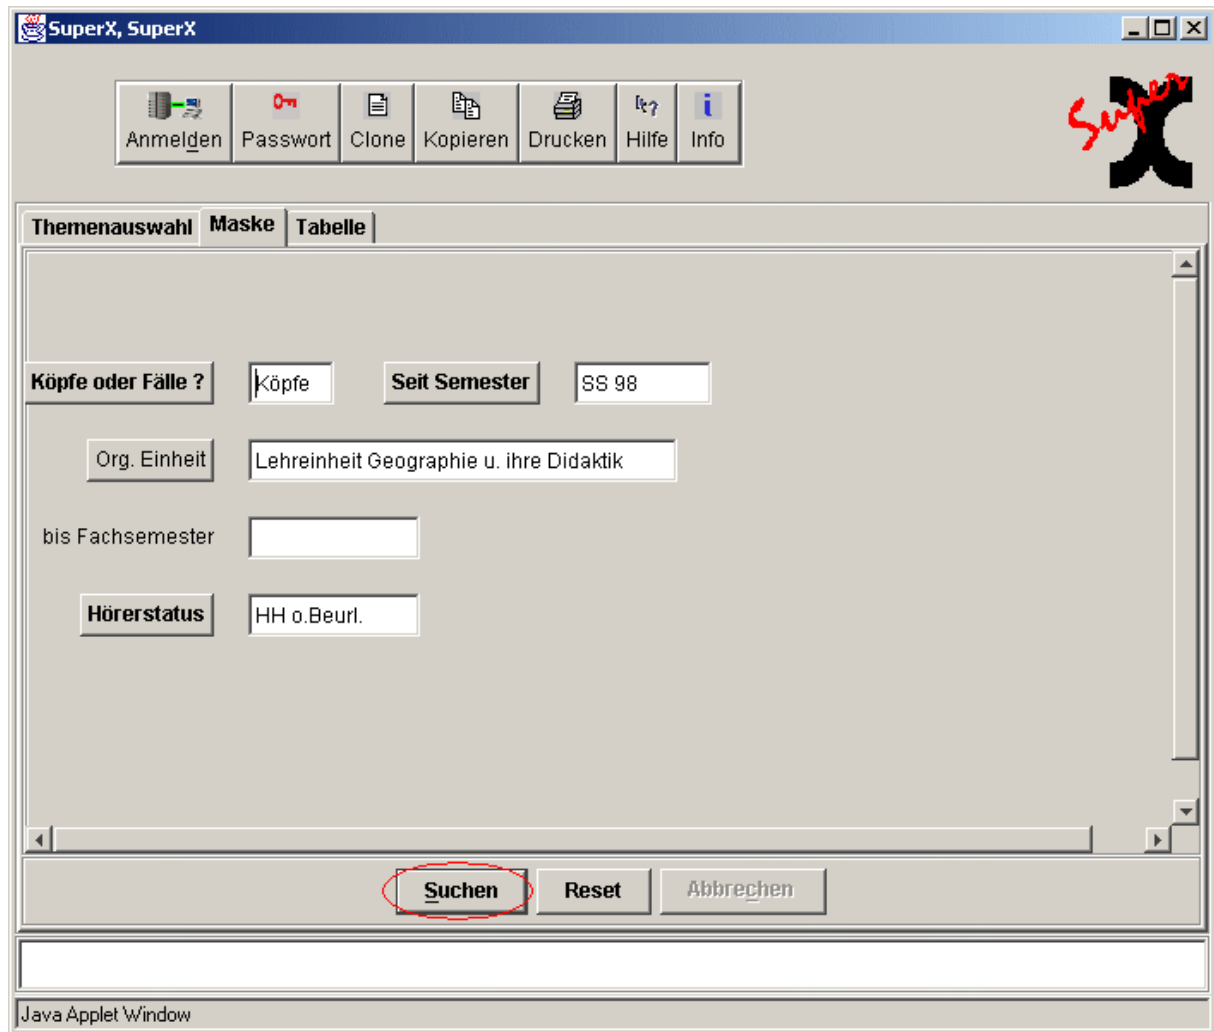 SuperX, SuperX
Anmelden Passwort Clone Kopieren Drucken Hilfe Info
Super X
Themenauswahl Maske Tabelle
Köpfe oder Fälle ? Köpfe Seit Semester SS 98
Org. Einheit Lehreinheit Geographie u. ihre Didaktik
bis Fachsemester
Hörerstatus HH o.Beurl.
Suchen Reset Abbrechen
Java Applet Window